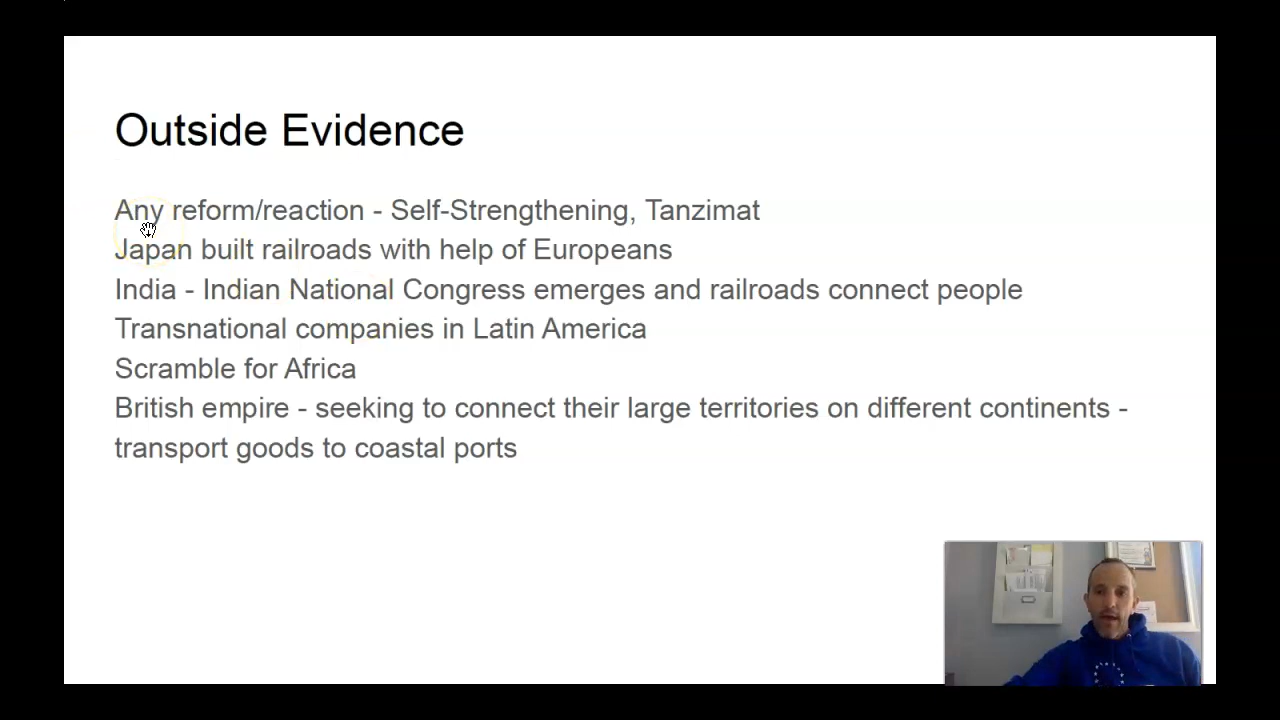 Outside Evidence
Any reform/reaction - Self-Strengthening, Tanzimat
Japan built railroads with help of Europeans
India - Indian National Congress emerges and railroads connect people
Transnational companies in Latin America
Scramble for Africa
British empire - seeking to connect their large territories on different continents -
transport goods to coastal ports